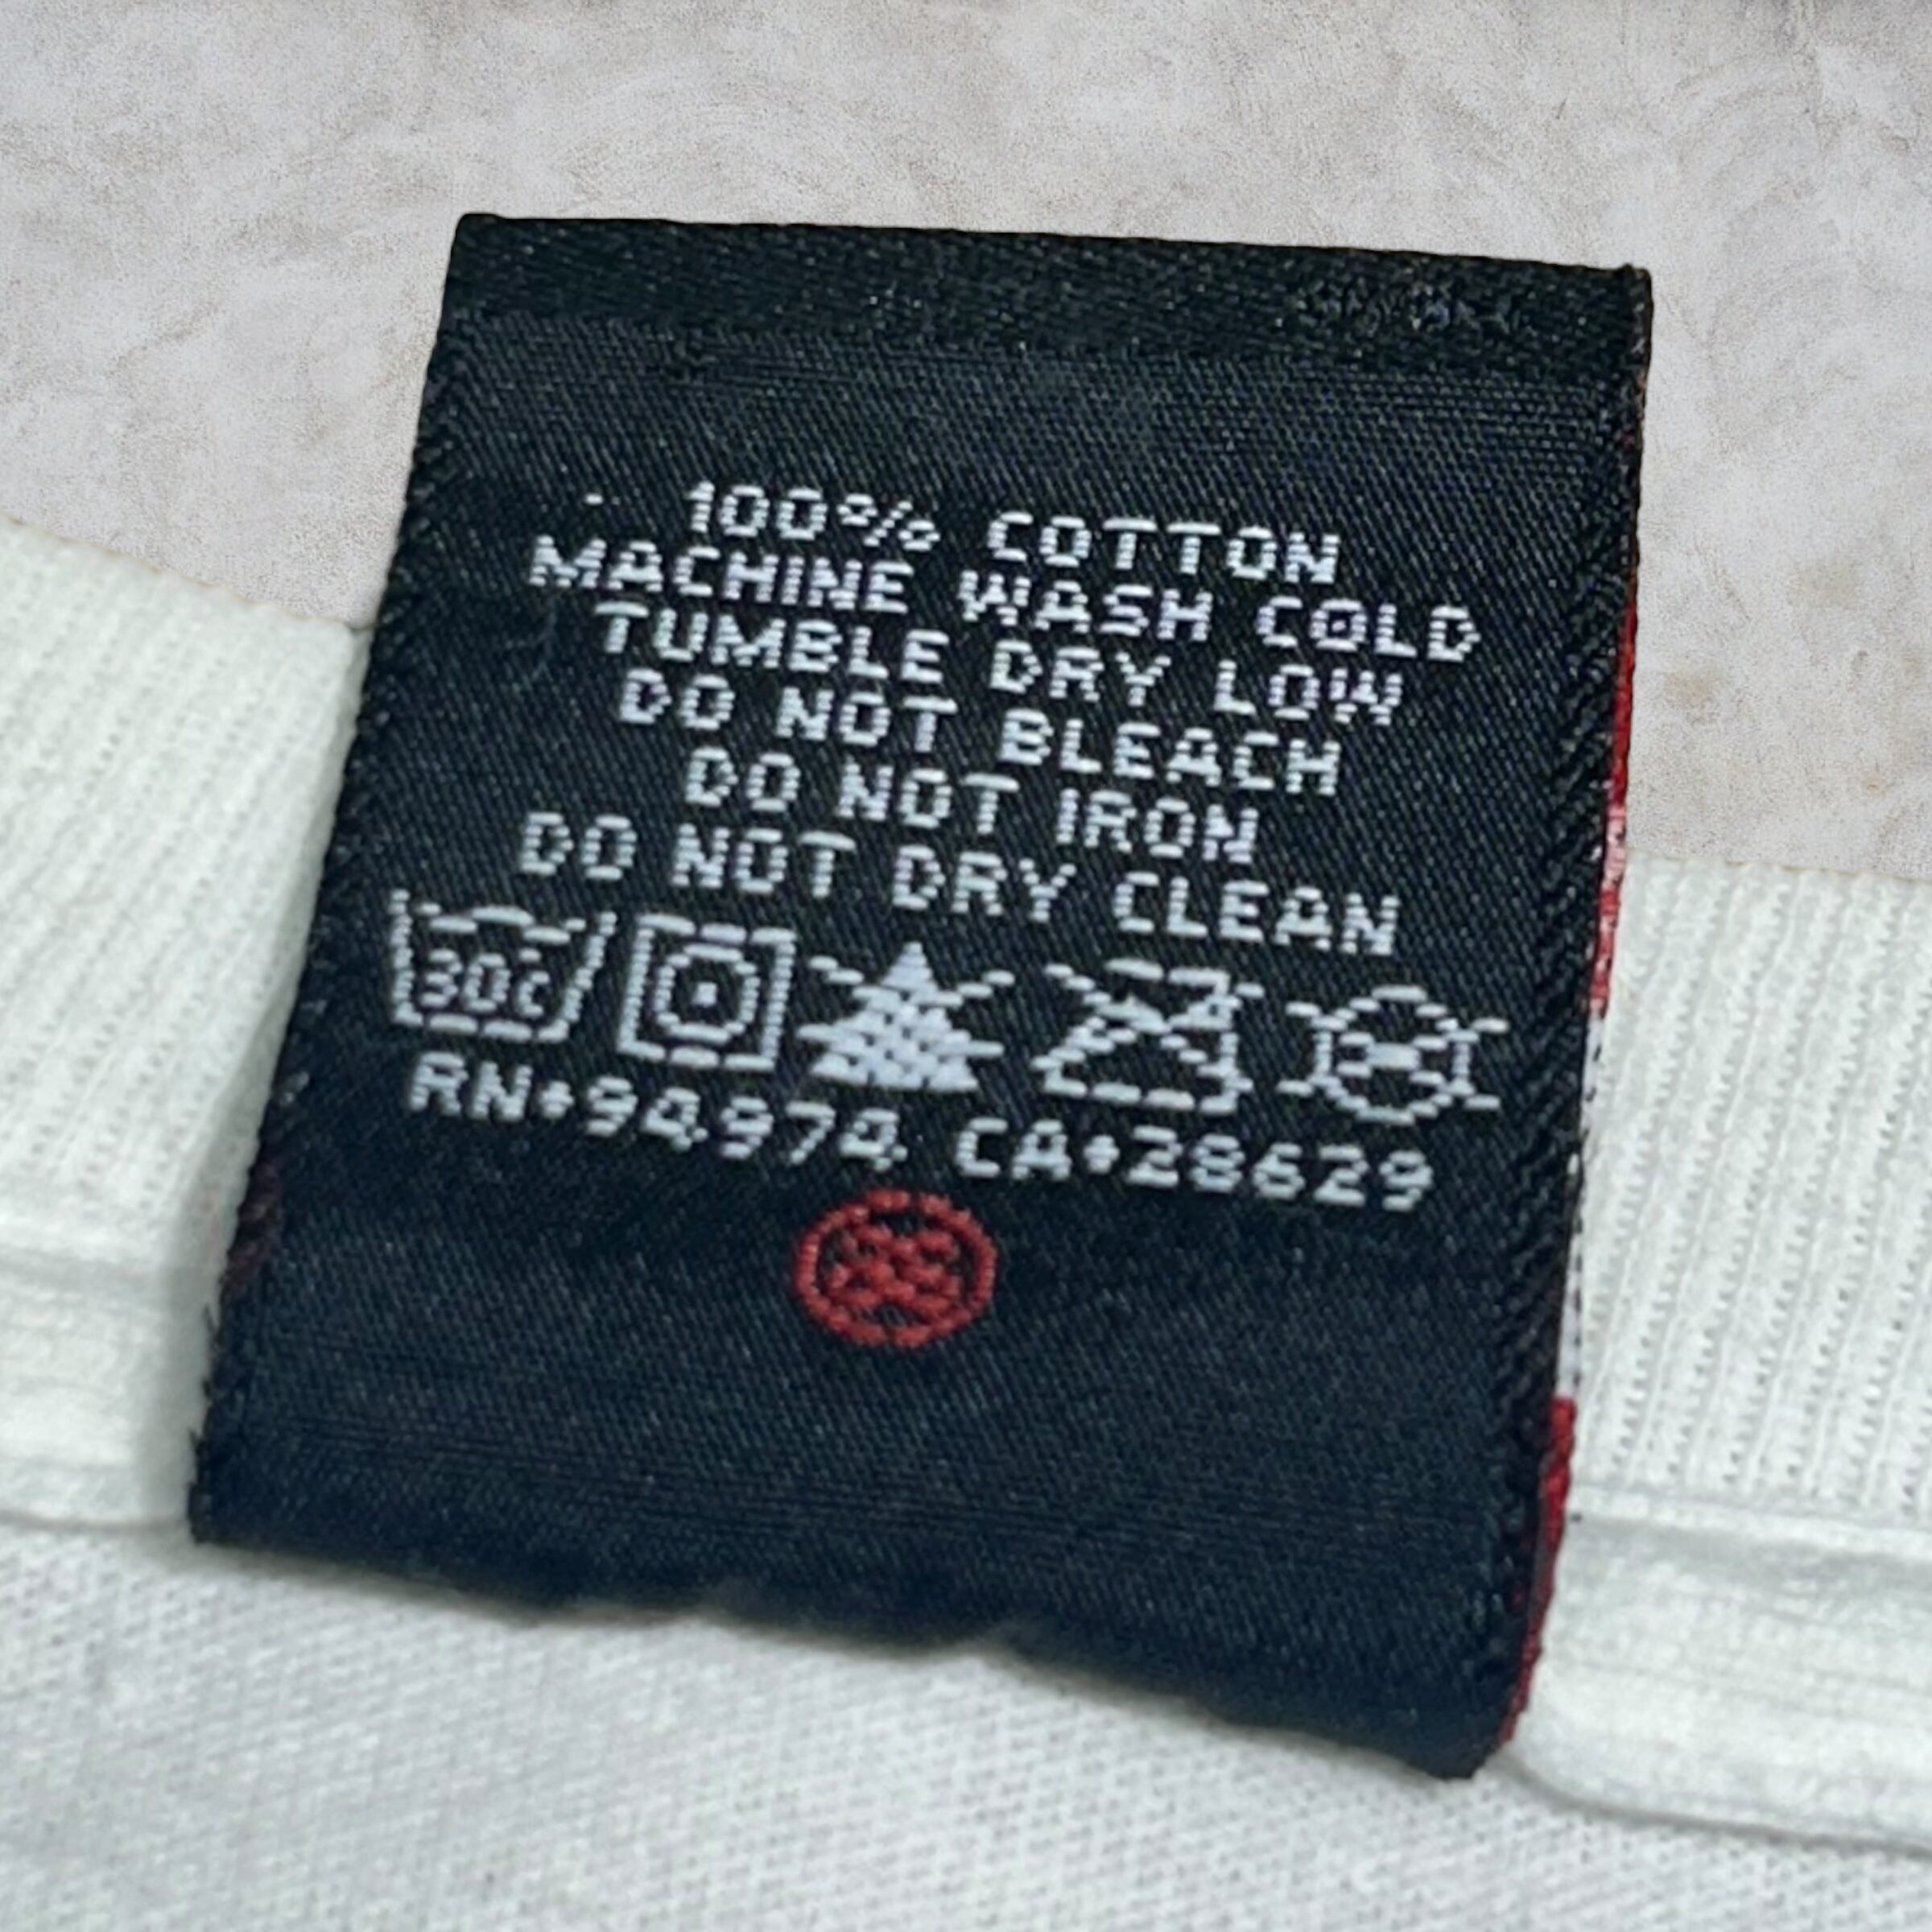 100% COTTON
MACHINE WASH COLD
TUMBLE DRY LOW
DO NOT BLEACH
DO NOT IRON
DO NOT DRY CLEAN
30°C
RN#94974 CA#28629